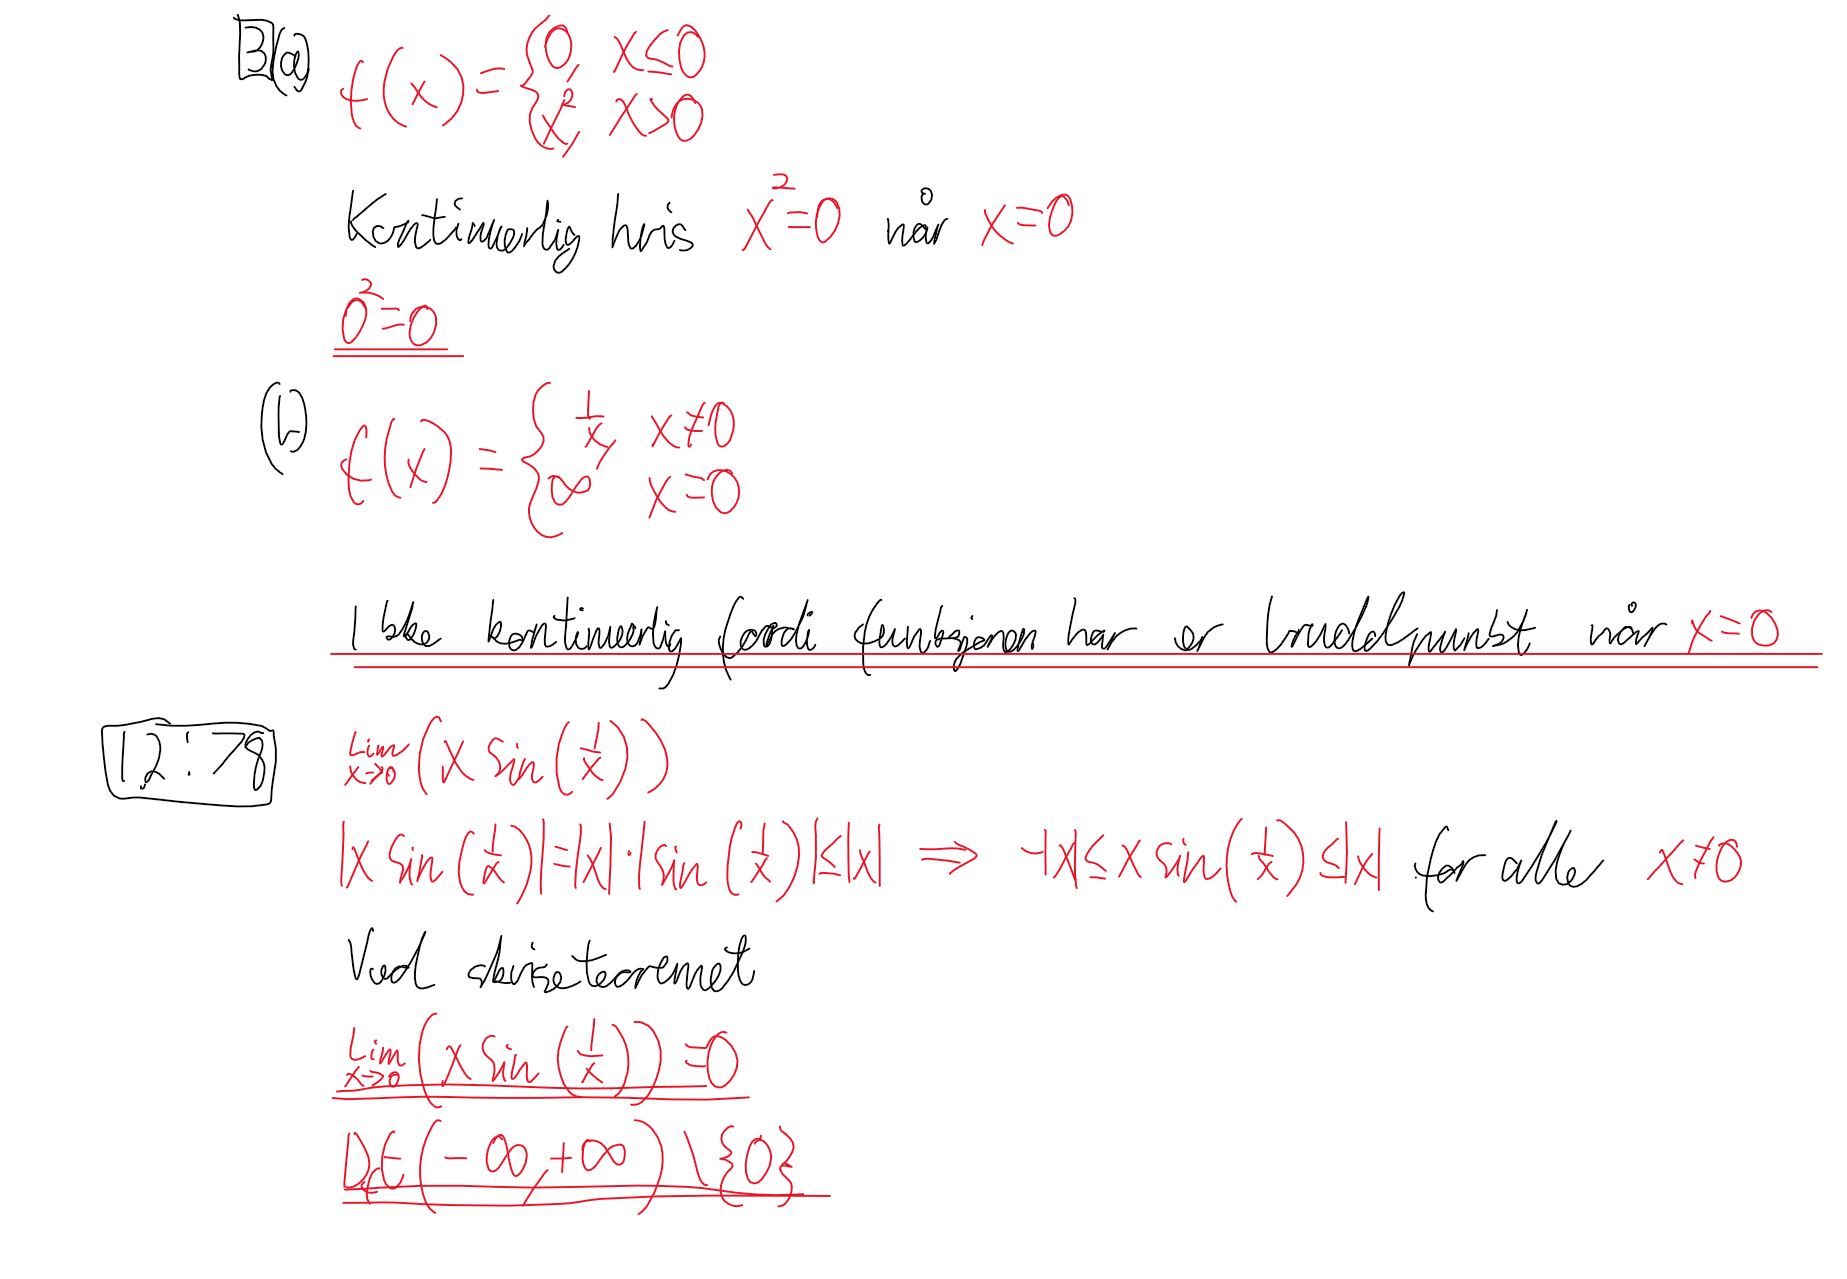 3(a) f(x) = {0, x≤0
x², x>0
Kontinuerlig hvis x²=0 når x=0
0²=0
(b) f(x) = {1/x, x≠0
∞ x=0
Ikke kontinuerlig fordi funksjonen har et bruddpunkt når x=0
12:78 Lim x→0 (x sin(1/x))
|x sin(1/x)|=|x|·|sin(1/x)|≤|x| ⇒ -|x|≤x sin(1/x)≤|x| for alle x≠0
Ved skviseteoremet
Lim x→0 (x sin(1/x))=0
D_f∈(-∞,+∞)\{0}